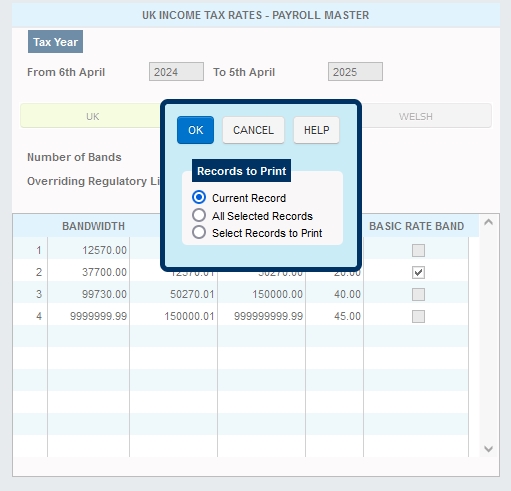 UK INCOME TAX RATES - PAYROLL MASTER
Tax Year
From 6th April 2024 To 5th April 2025
UK WELSH
OK CANCEL HELP
Number of Bands
Records to Print
Overriding Regulatory Li
Current Record
All Selected Records
Select Records to Print
BANDWIDTH BASIC RATE BAND
1 12570.00
2 37700.00 12570.01 50270.00 20.00
3 99730.00 50270.01 150000.00 40.00
4 9999999.99 150000.01 999999999.99 45.00